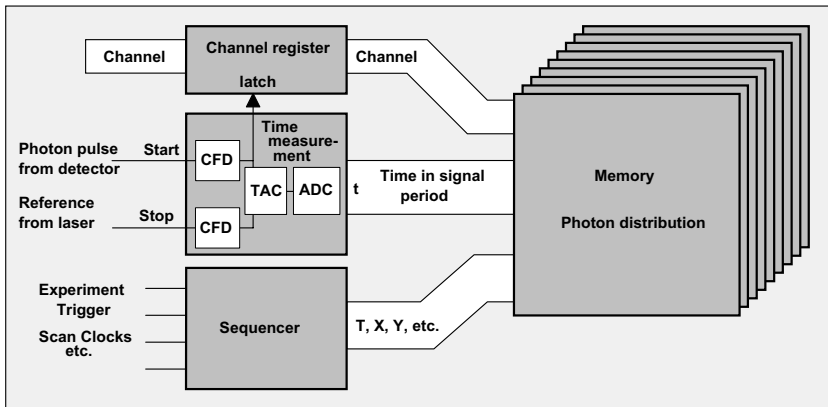 Channel
Channel register
latch
Channel
Photon pulse
from detector
Start
CFD
Time
measure-
ment
TAC
ADC
t
Time in signal
period
Reference
from laser
Stop
CFD
Memory
Photon distribution
Experiment
Trigger
Scan Clocks
etc.
Sequencer
T, X, Y, etc.